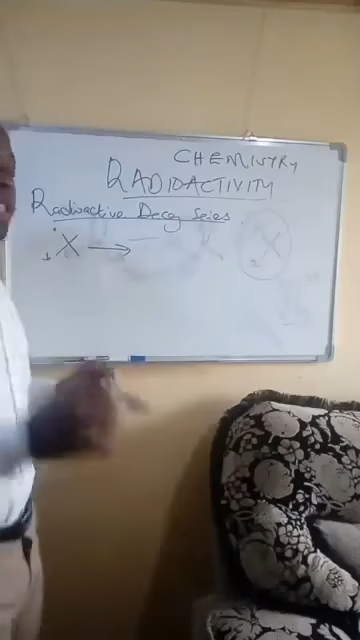 CHEMISTRY
RADIOACTIVITY
Radioactive Decay Series
X →
X